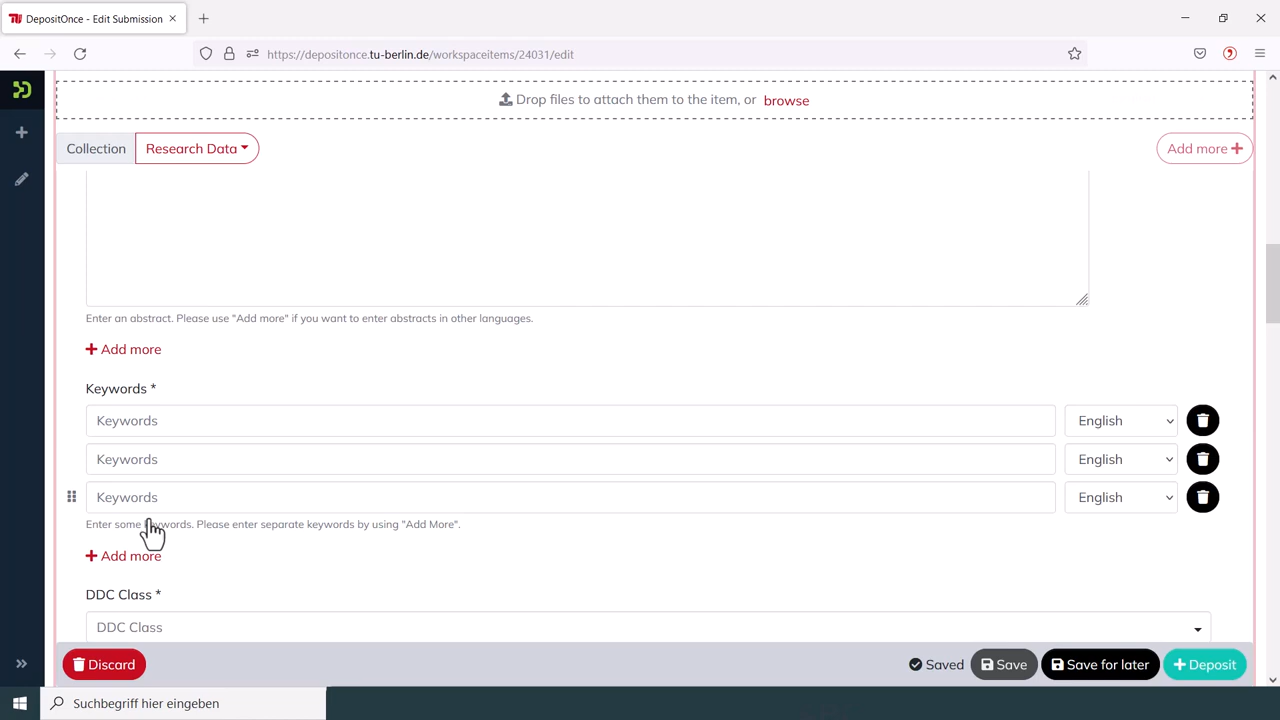 DepositOnce - Edit Submission
https://depositonce.tu-berlin.de/workspaceitems/24031/edit
Drop files to attach them to the item, or browse
Collection Research Data Add more
Enter an abstract. Please use "Add more" if you want to enter abstracts in other languages.
Add more
Keywords *
Keywords English
Keywords English
Keywords English
Enter some keywords. Please enter separate keywords by using "Add More".
Add more
DDC Class *
DDC Class
Discard Saved Save Save for later Deposit
Suchbegriff hier eingeben